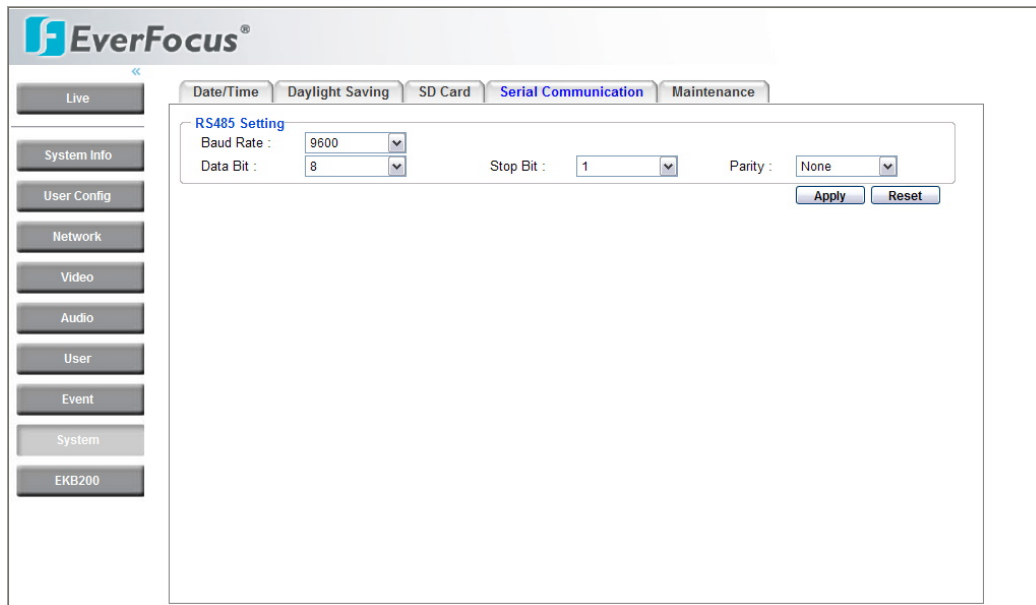 EverFocus®
«
Live
System Info
User Config
Network
Video
Audio
User
Event
System
EKB200
Date/Time Daylight Saving SD Card Serial Communication Maintenance
RS485 Setting
Baud Rate : 9600
Data Bit : 8 Stop Bit : 1 Parity : None
Apply Reset